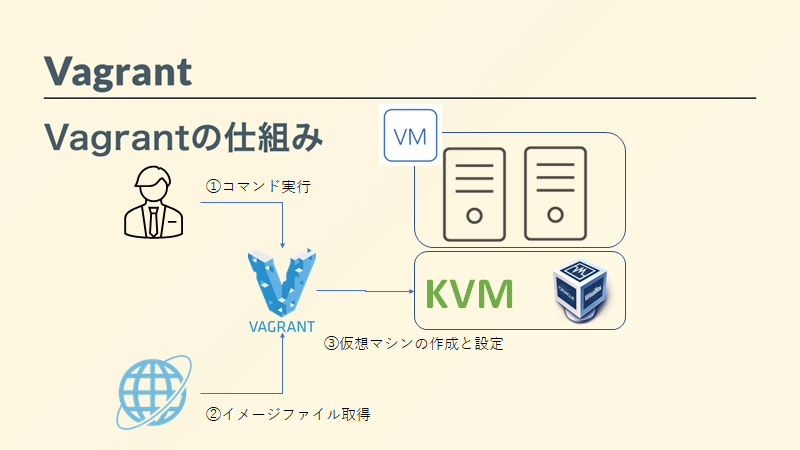 Vagrant
Vagrantの仕組み
VM
①コマンド実行
KVM
VAGRANT
③仮想マシンの作成と設定
②イメージファイル取得